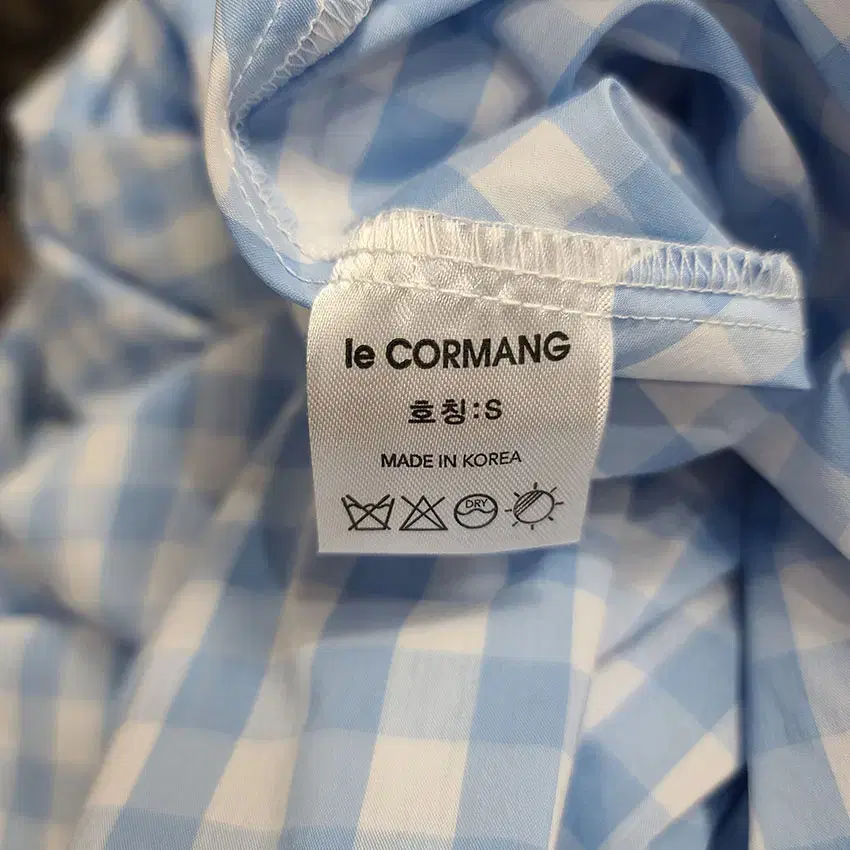 le CORMANG
호칭:S
MADE IN KOREA
DRY